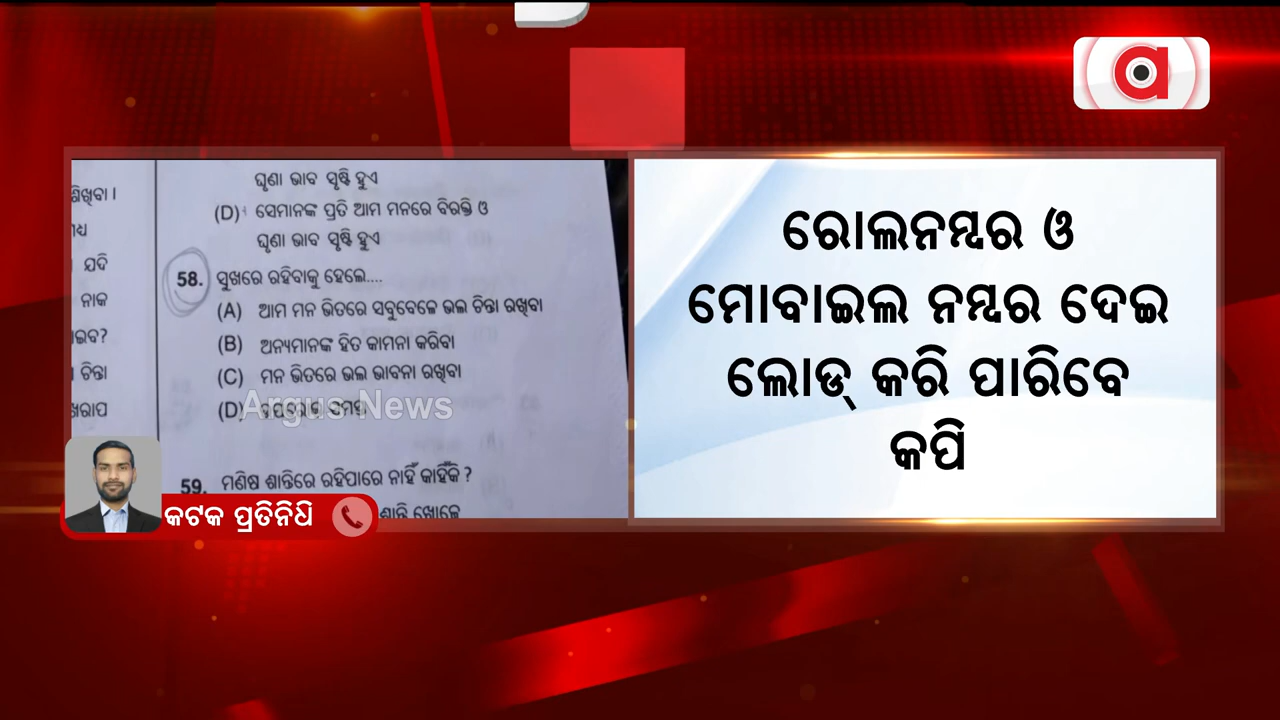 ଘୃଣା ଭାବ ସୃଷ୍ଟି ହୁଏ
(D) ସେମାନଙ୍କ ପ୍ରତି ଆମ ମନରେ ବିରକ୍ତି ଓ
ଘୃଣା ଭାବ ସୃଷ୍ଟି ହୁଏ
58. ସୁଖରେ ରହିବାକୁ ହେଲେ....
(A) ଆମ ମନ ଭିତରେ ସବୁବେଳେ ଭଲ ଚିନ୍ତା ରଖିବା
(B) ଅନ୍ୟମାନଙ୍କ ହିତ କାମନା କରିବା
(C) ମନ ଭିତରେ ଭଲ ଭାବନା ରଖିବା
(D)
Argus News
59. ମଣିଷ ଶାନ୍ତିରେ ରହିପାରେ ନାହିଁ କାହିଁକି ?
ଶାନ୍ତି ଖୋଜେ
ଯଦି
ନାକ
ଚିନ୍ତା
କଟକ ପ୍ରତିନିଧି
ରୋଲନମ୍ବର ଓ
ମୋବାଇଲ ନମ୍ବର ଦେଇ
ଲୋଡ୍ କରି ପାରିବେ
କପି
a